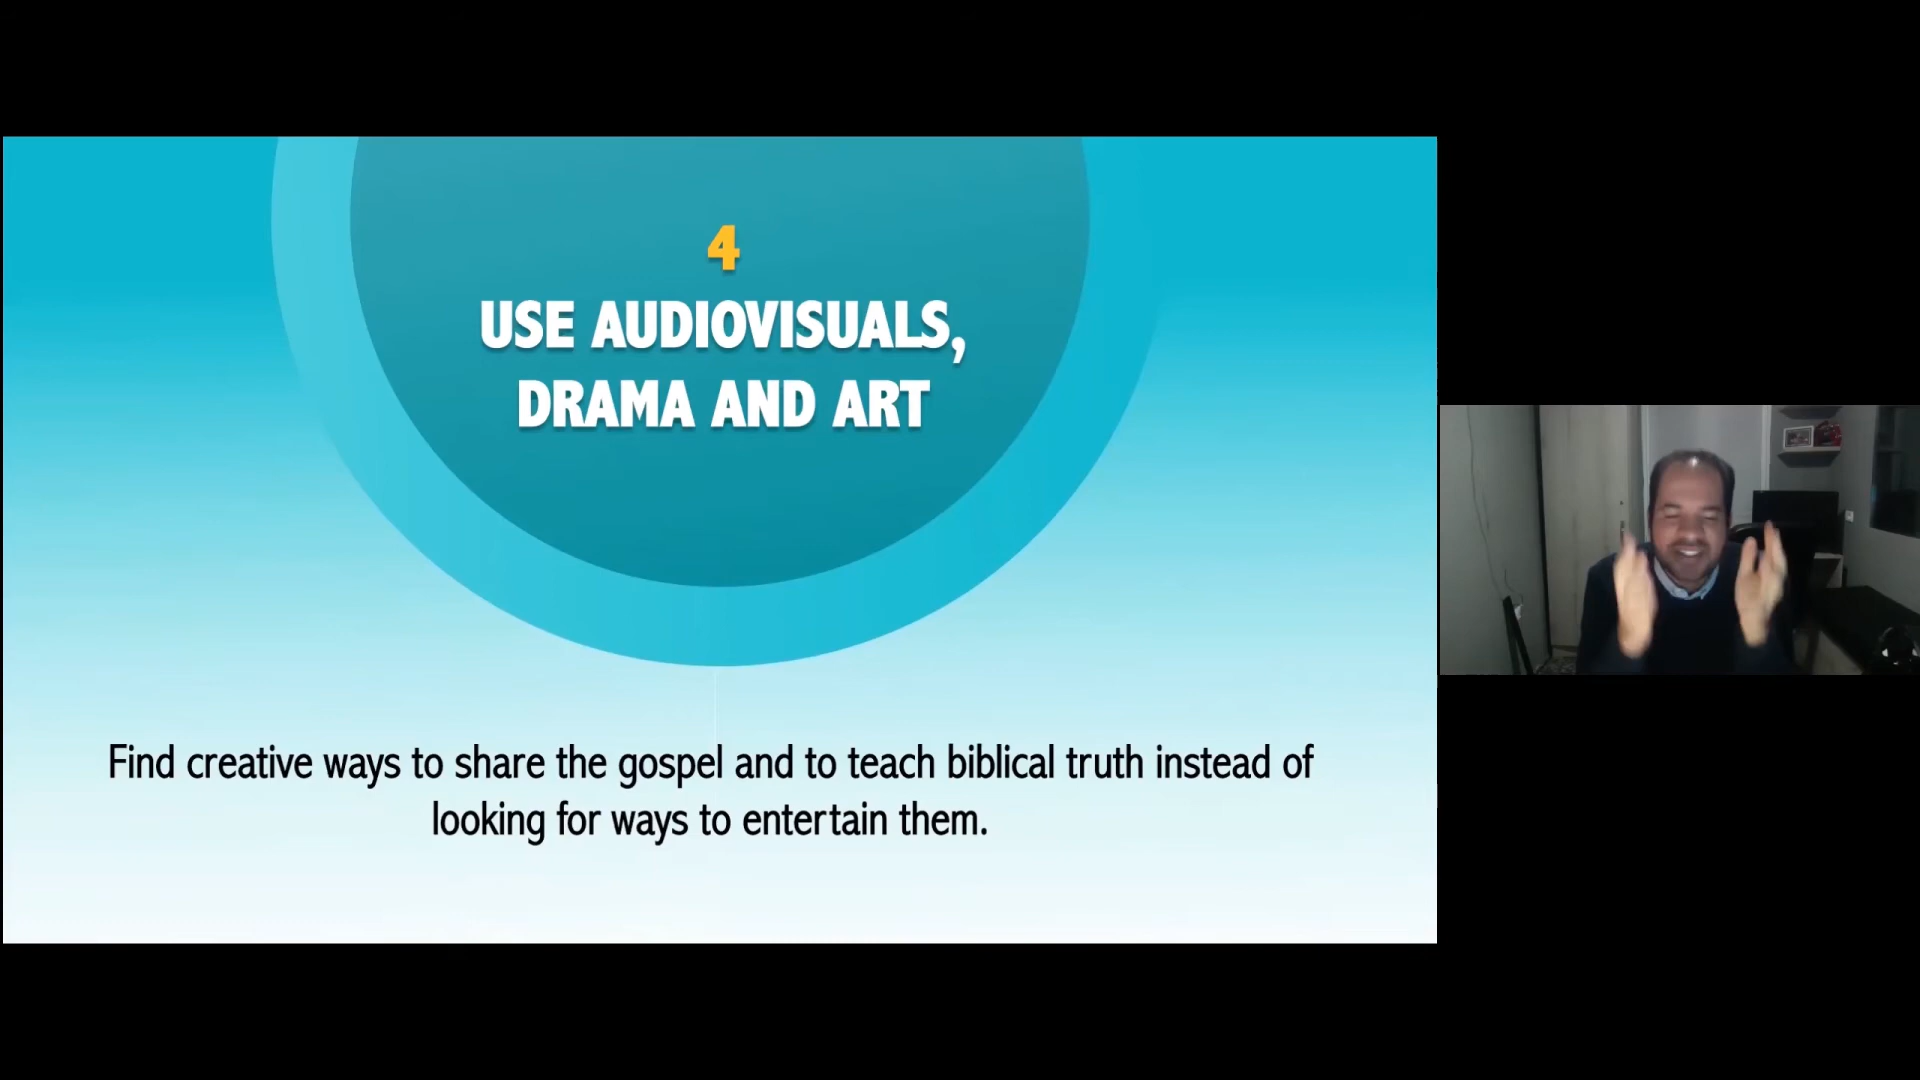 4
USE AUDIOVISUALS,
DRAMA AND ART
Find creative ways to share the gospel and to teach biblical truth instead of
looking for ways to entertain them.